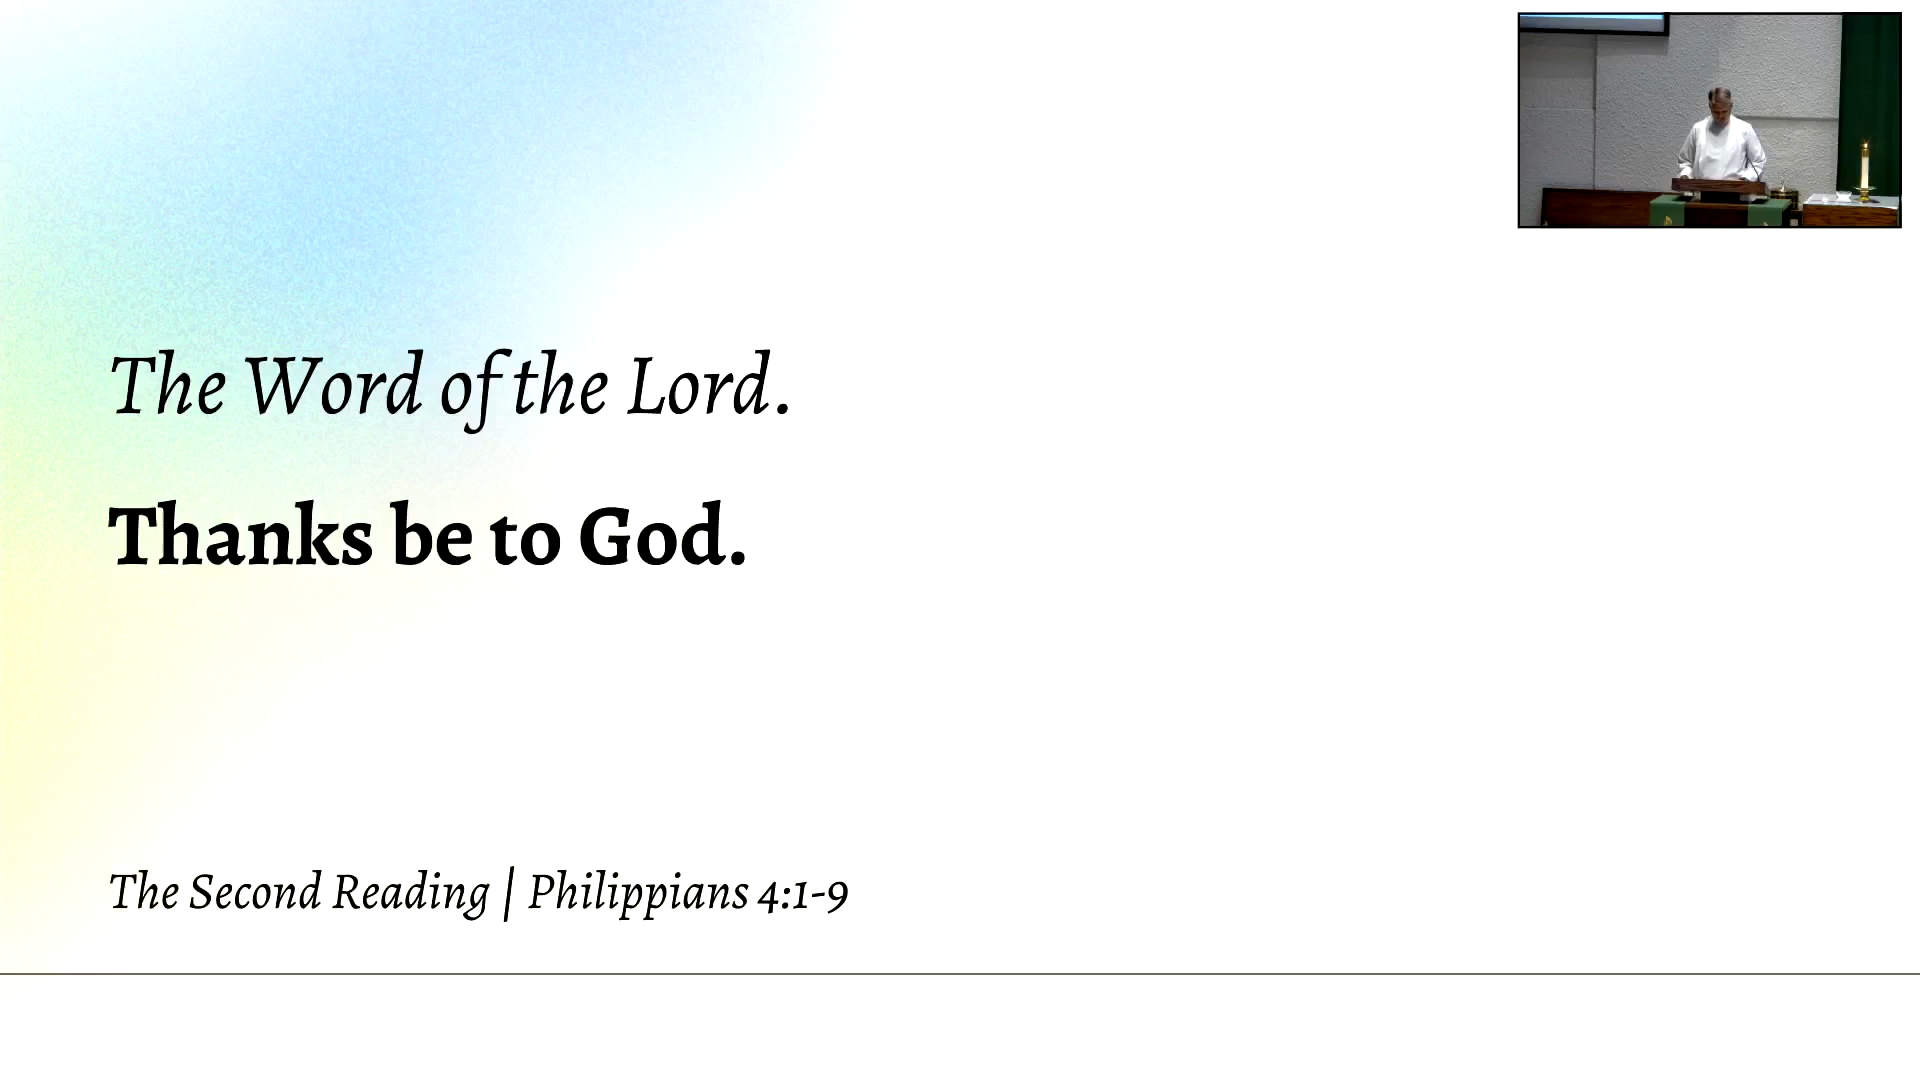 The Word of the Lord.
Thanks be to God.
The Second Reading | Philippians 4:1-9